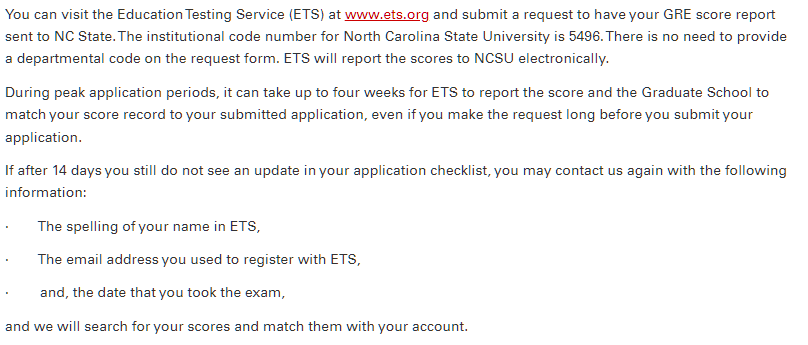 You can visit the Education Testing Service (ETS) at www.ets.org and submit a request to have your GRE score report
sent to NC State. The institutional code number for North Carolina State University is 5496. There is no need to provide
a departmental code on the request form. ETS will report the scores to NCSU electronically.
During peak application periods, it can take up to four weeks for ETS to report the score and the Graduate School to
match your score record to your submitted application, even if you make the request long before you submit your
application.
If after 14 days you still do not see an update in your application checklist, you may contact us again with the following
information:
· The spelling of your name in ETS,
· The email address you used to register with ETS,
· and, the date that you took the exam,
and we will search for your scores and match them with your account.